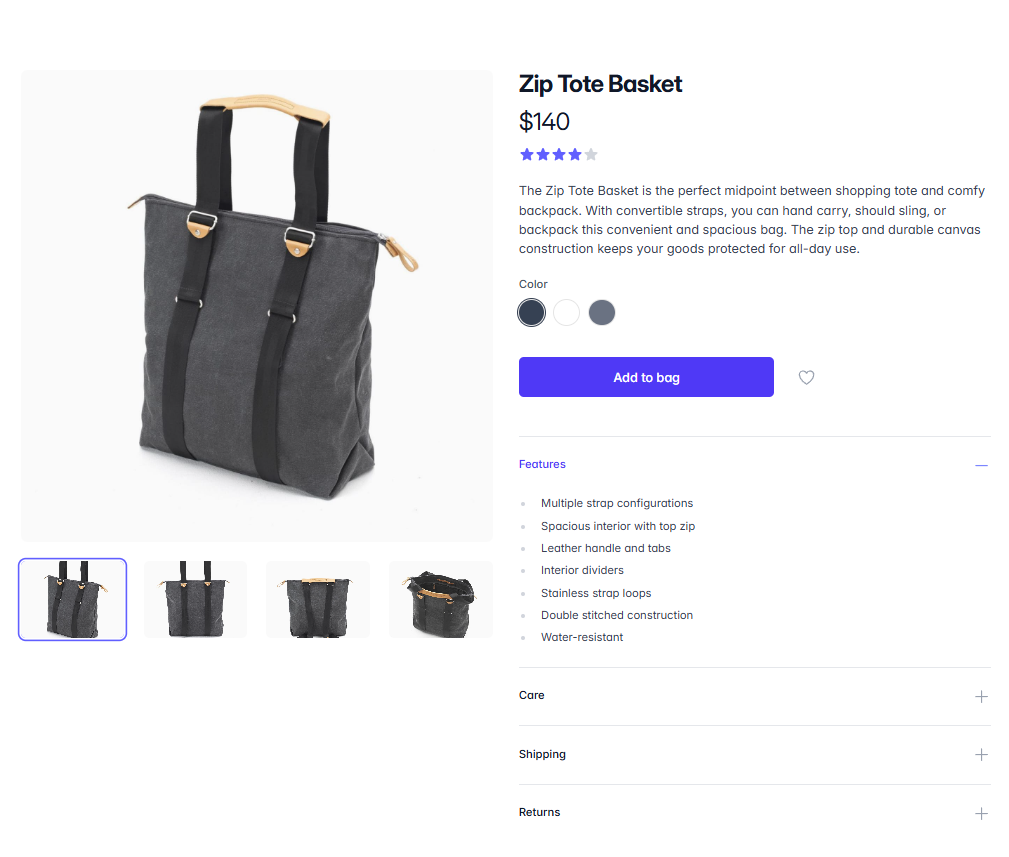 Zip Tote Basket
$140
The Zip Tote Basket is the perfect midpoint between shopping tote and comfy
backpack. With convertible straps, you can hand carry, should sling, or
backpack this convenient and spacious bag. The zip top and durable canvas
construction keeps your goods protected for all-day use.
Color
Add to bag
Features
Multiple strap configurations
Spacious interior with top zip
Leather handle and tabs
Interior dividers
Stainless strap loops
Double stitched construction
Water-resistant
Care
Shipping
Returns